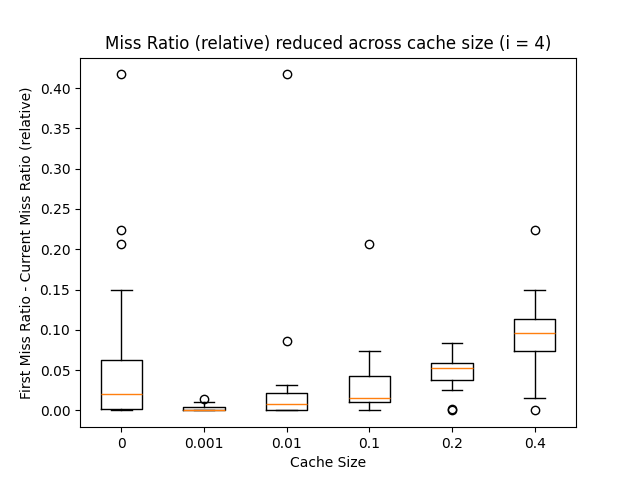 Miss Ratio (relative) reduced across cache size (i = 4)
First Miss Ratio - Current Miss Ratio (relative)
0.40
0.35
0.30
0.25
0.20
0.15
0.10
0.05
0.00
0 0.001 0.01 0.1 0.2 0.4
Cache Size